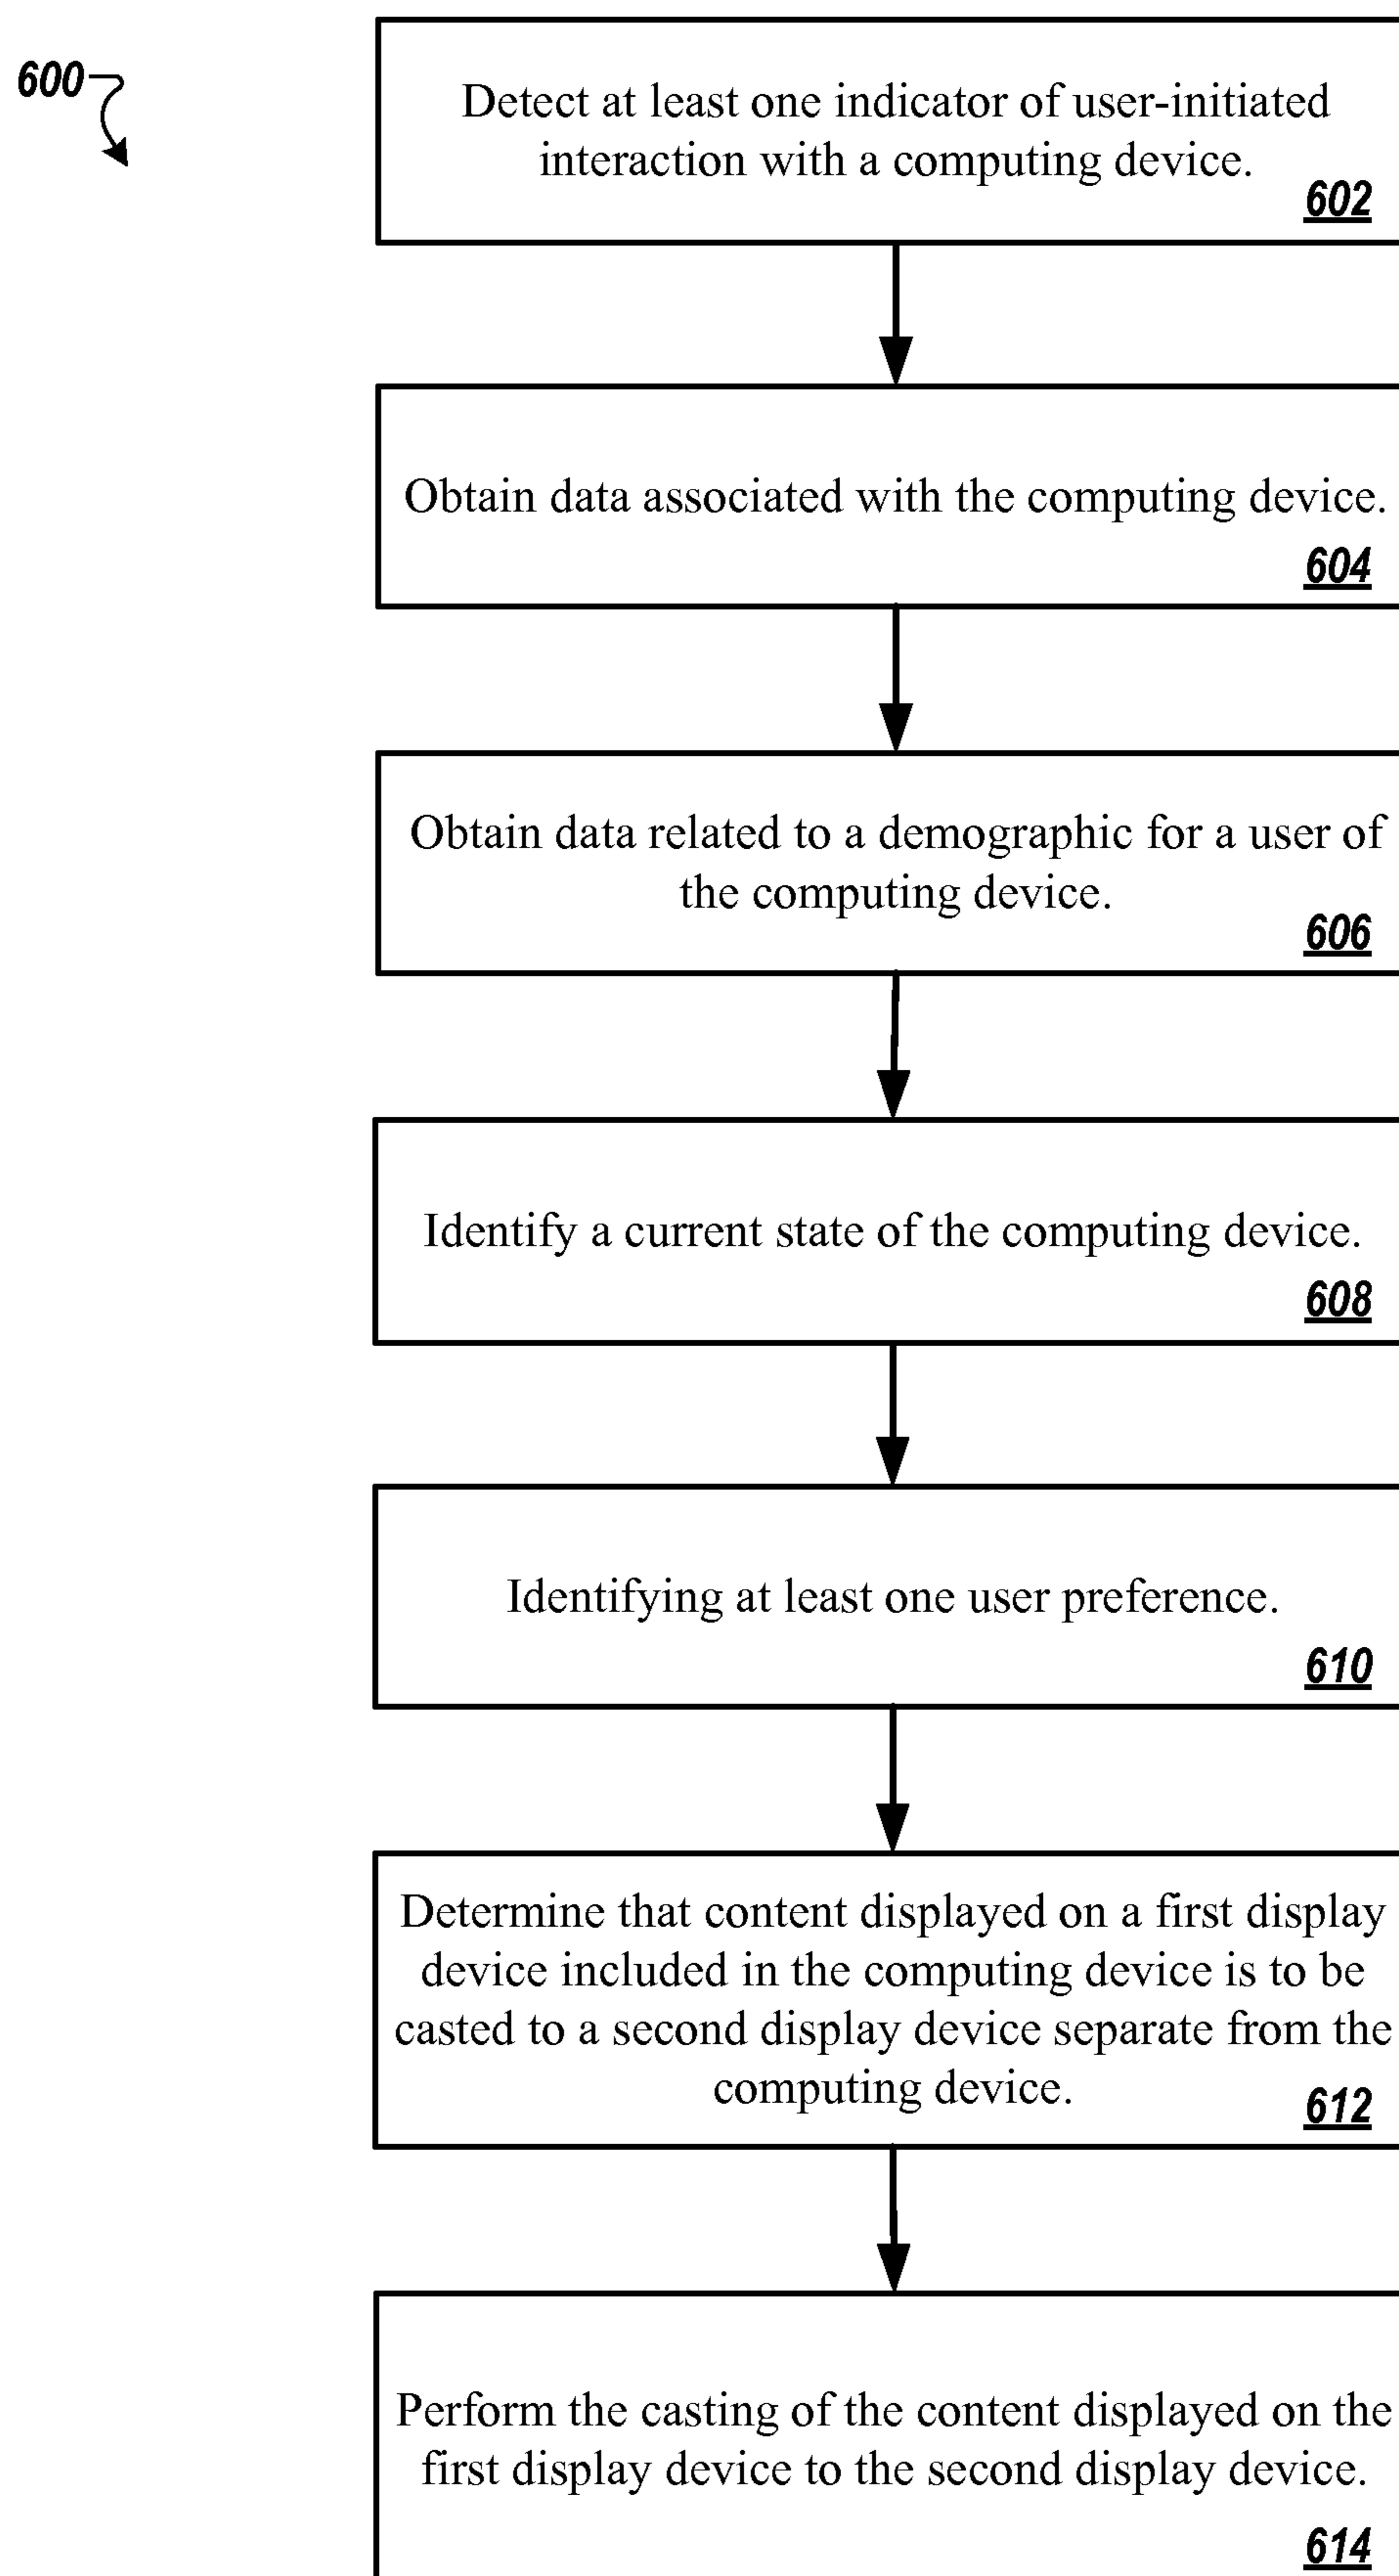 600
Detect at least one indicator of user-initiated
interaction with a computing device.
602
Obtain data associated with the computing device.
604
Obtain data related to a demographic for a user of
the computing device.
606
Identify a current state of the computing device.
608
Identifying at least one user preference.
610
Determine that content displayed on a first display
device included in the computing device is to be
casted to a second display device separate from the
computing device.
612
Perform the casting of the content displayed on the
first display device to the second display device.
614